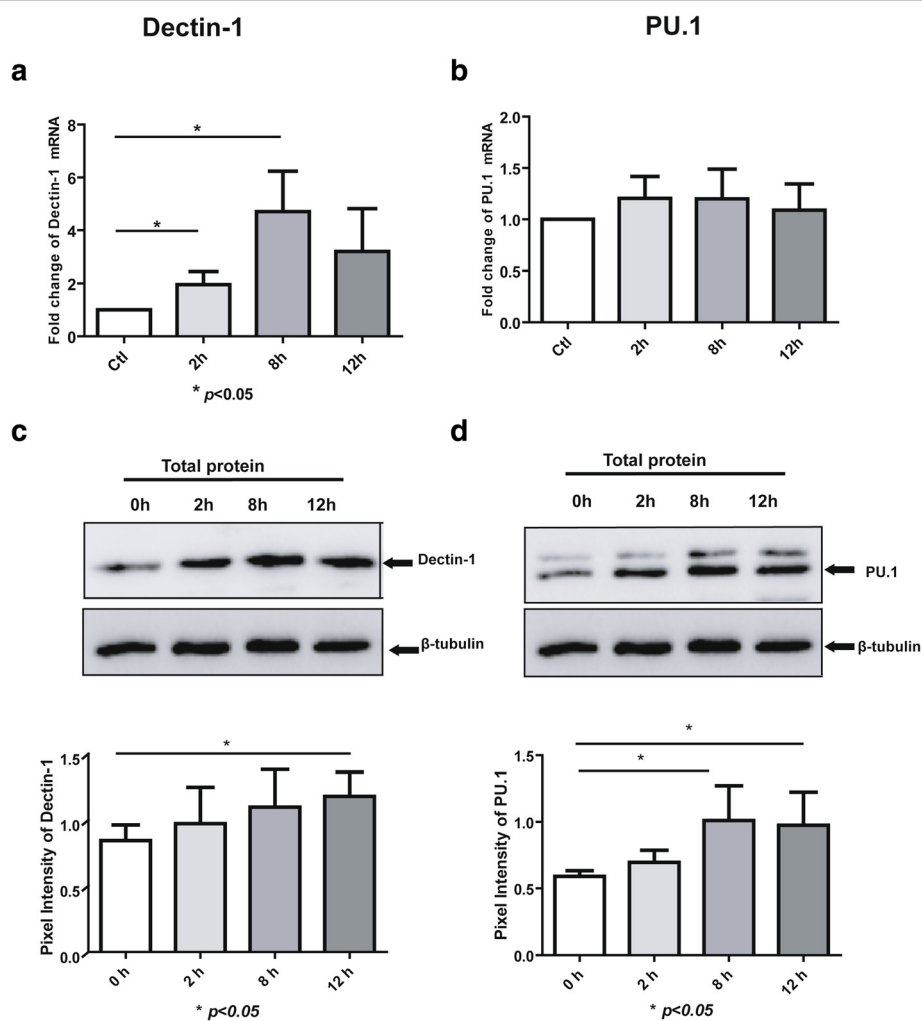 Dectin-1
PU.1
a
b
Fold change of Dectin-1 mRNA
8
6
4
2
0
*
*
Ctl
2h
8h
12h
* p<0.05
Fold change of PU.1 mRNA
2.0
1.5
1.0
0.5
0.0
Ctl
2h
8h
12h
c
d
Total protein
0h 2h 8h 12h
Dectin-1
β-tubulin
Total protein
0h 2h 8h 12h
PU.1
β-tubulin
Pixel Intensity of Dectin-1
1.5
1.0
0.5
0.0
*
0 h
2 h
8 h
12 h
* p<0.05
Pixel Intensity of PU.1
1.5
1.0
0.5
0.0
*
*
0 h
2 h
8 h
12 h
* p<0.05